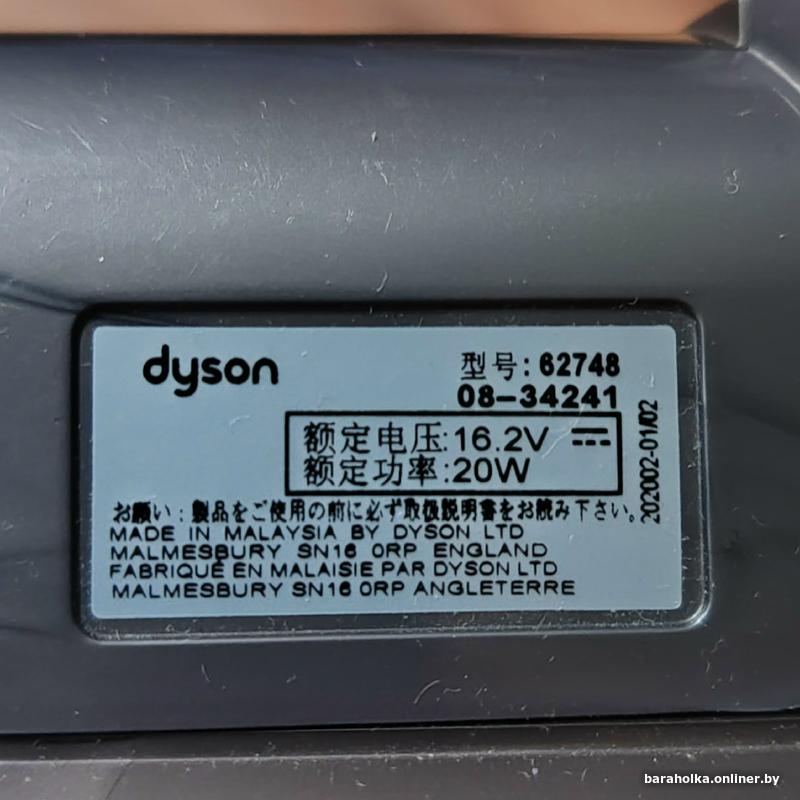 dyson
型号: 62748
08-34241
额定电压:16.2V
额定功率:20W
202002-01/02
お願い：製品をご使用の前に必ず取扱説明書をお読み下さい。
MADE IN MALAYSIA BY DYSON LTD
MALMESBURY SN16 0RP ENGLAND
FABRIQUÉ EN MALAISIE PAR DYSON LTD
MALMESBURY SN16 0RP ANGLETERRE
baraholka.onliner.by